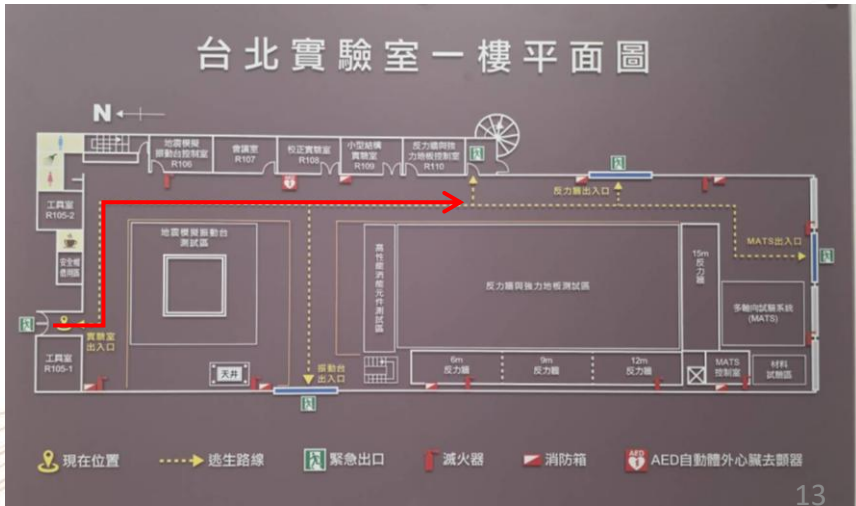 台北實驗室一樓平面圖
N
地震模擬
振動台控制室
R106
會議室
R107
校正實驗室
R108
小型結構
實驗室
R109
反力牆與強
力地板控制室
R110
工具室
R105-2
安全帽
借用區
實驗室
出入口
工具室
R105-1
地震模擬振動台
測試區
天井
振動台
出入口
高性能消能元件測試區
反力牆與強力地板測試區
6m
反力牆
9m
反力牆
12m
反力牆
15m
反力牆
反力牆出入口
MATS出入口
多軸向試驗系統
(MATS)
MATS
控制室
材料
試驗區
AED
現在位置
逃生路線
緊急出口
滅火器
消防箱
AED
AED自動體外心臟去顫器
13